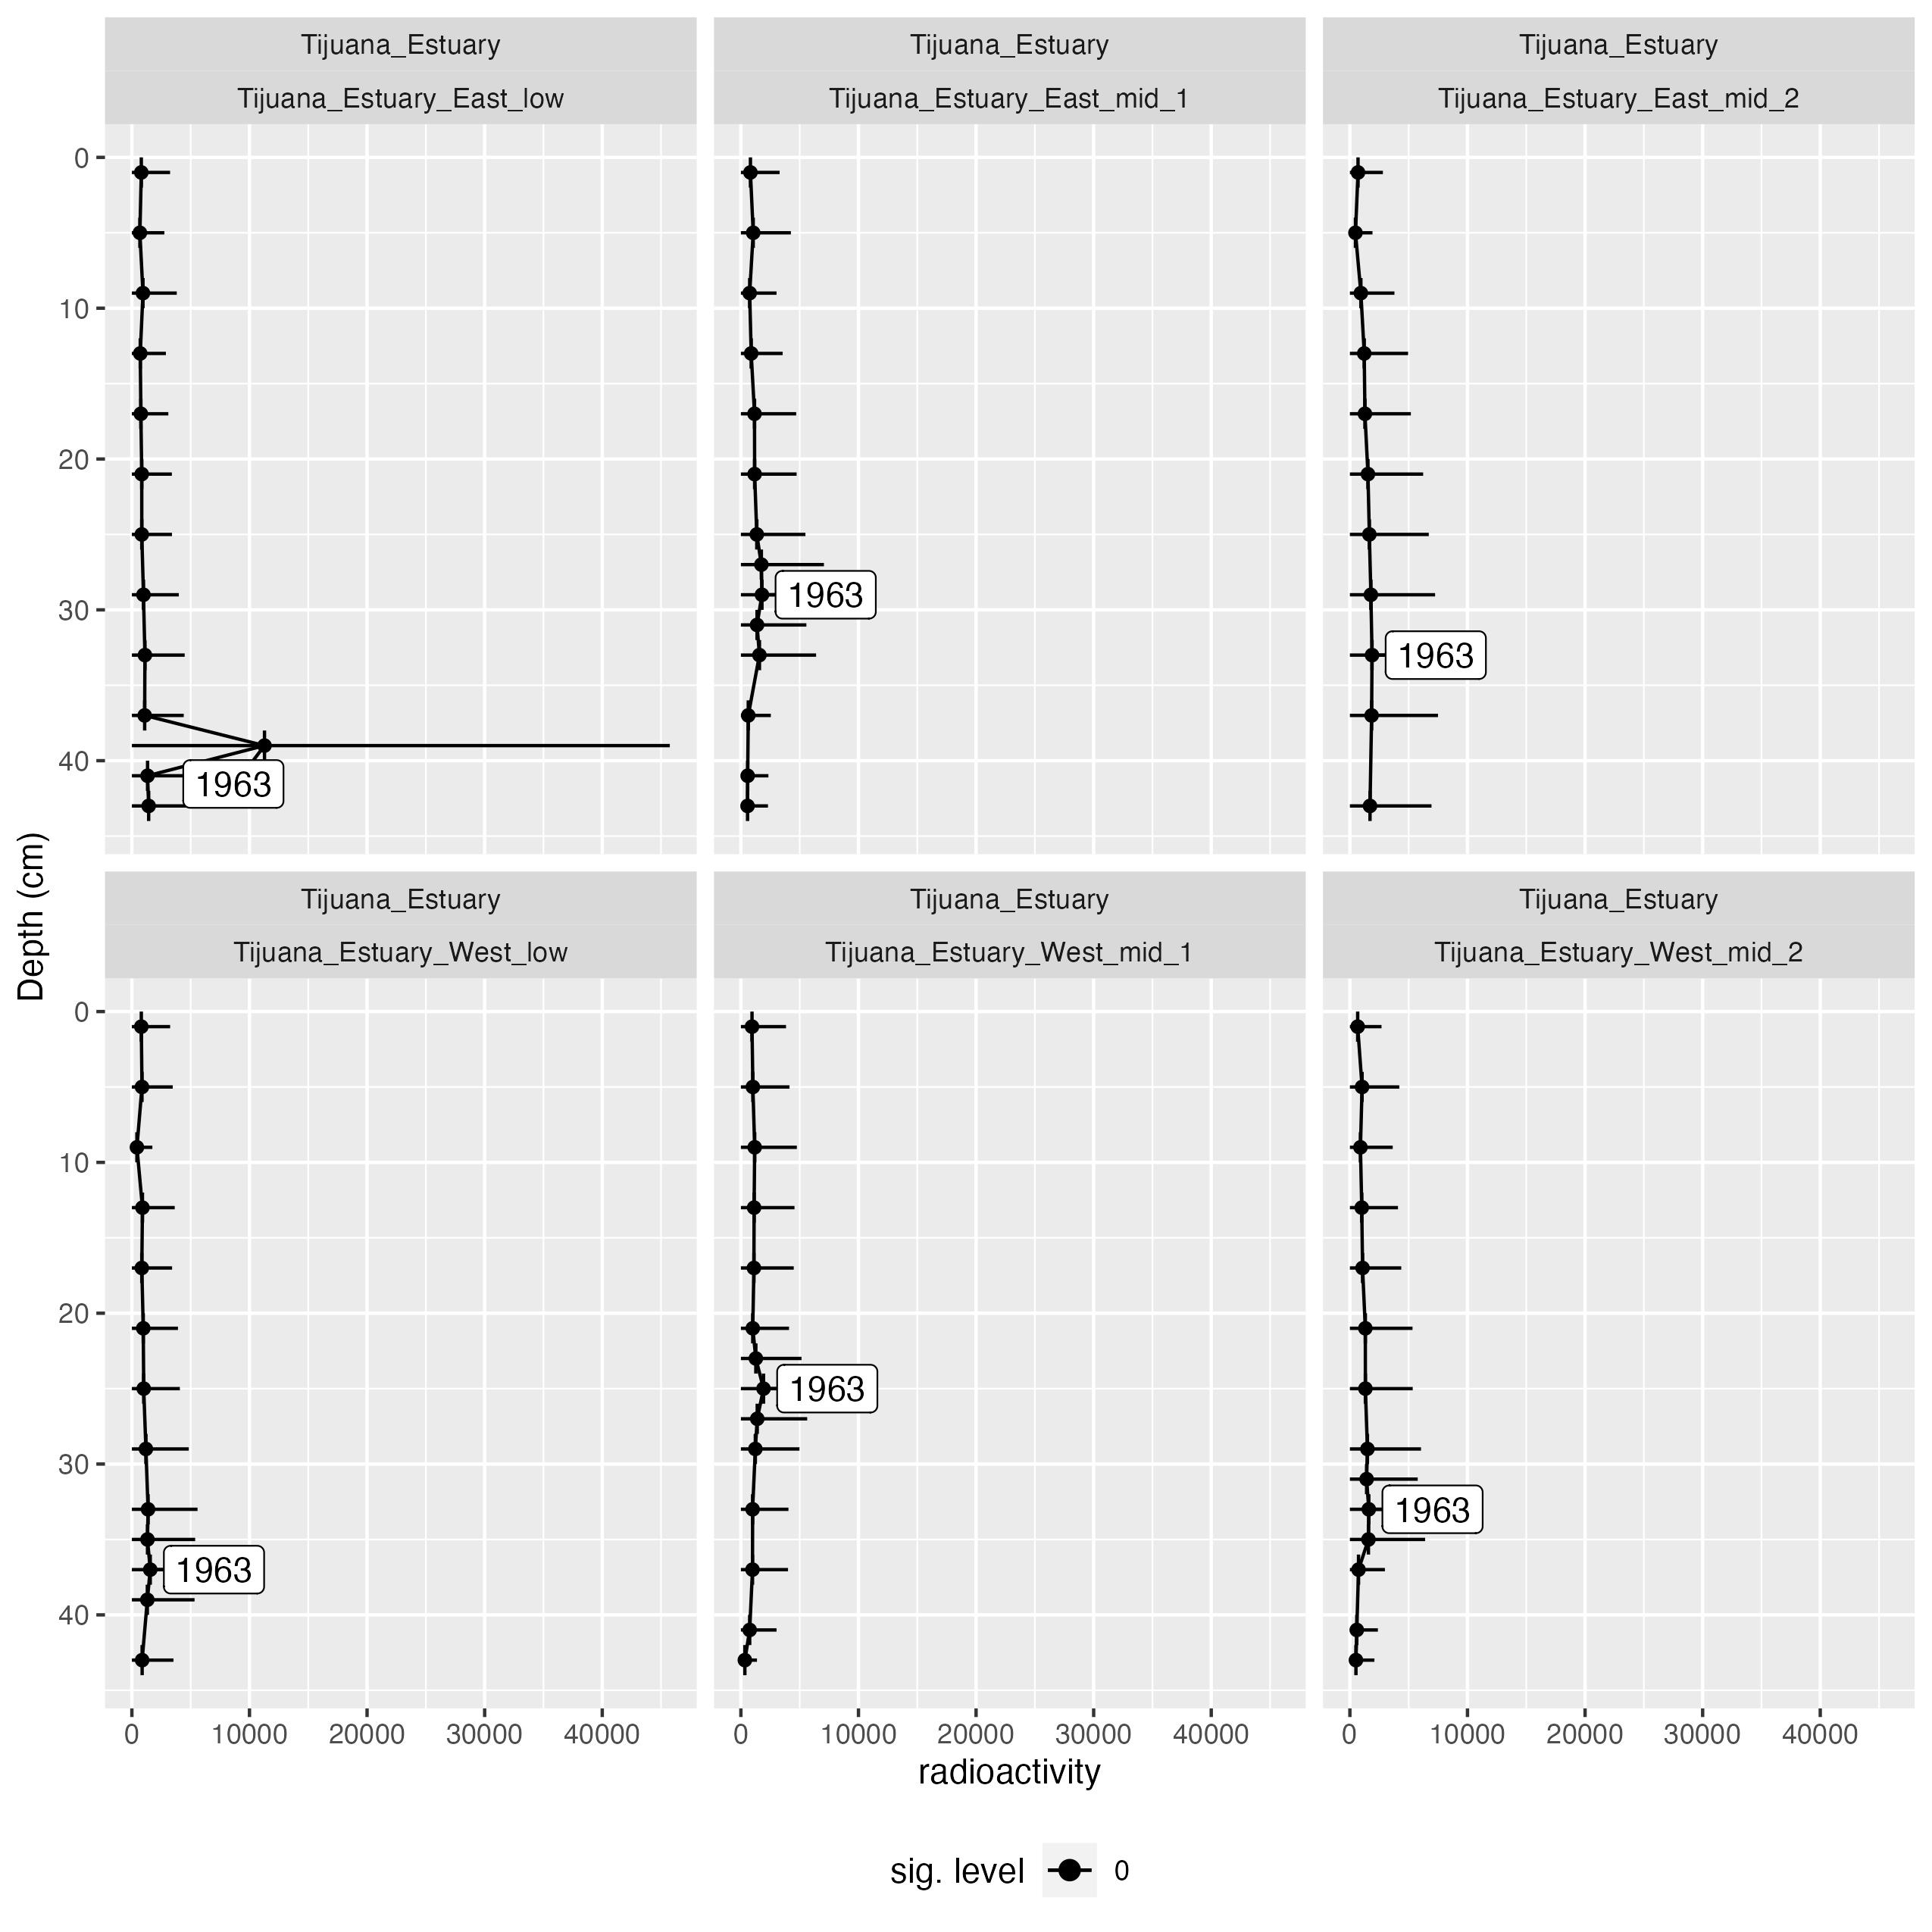 Tijuana_Estuary
Tijuana_Estuary
Tijuana_Estuary
Tijuana_Estuary_East_low
Tijuana_Estuary_East_mid_1
Tijuana_Estuary_East_mid_2
0
10
20
30
40
1963
1963
1963
Depth (cm)
Tijuana_Estuary
Tijuana_Estuary
Tijuana_Estuary
Tijuana_Estuary_West_low
Tijuana_Estuary_West_mid_1
Tijuana_Estuary_West_mid_2
0
10
20
30
40
1963
1963
1963
0 10000 20000 30000 40000
0 10000 20000 30000 40000
0 10000 20000 30000 40000
radioactivity
sig. level 0